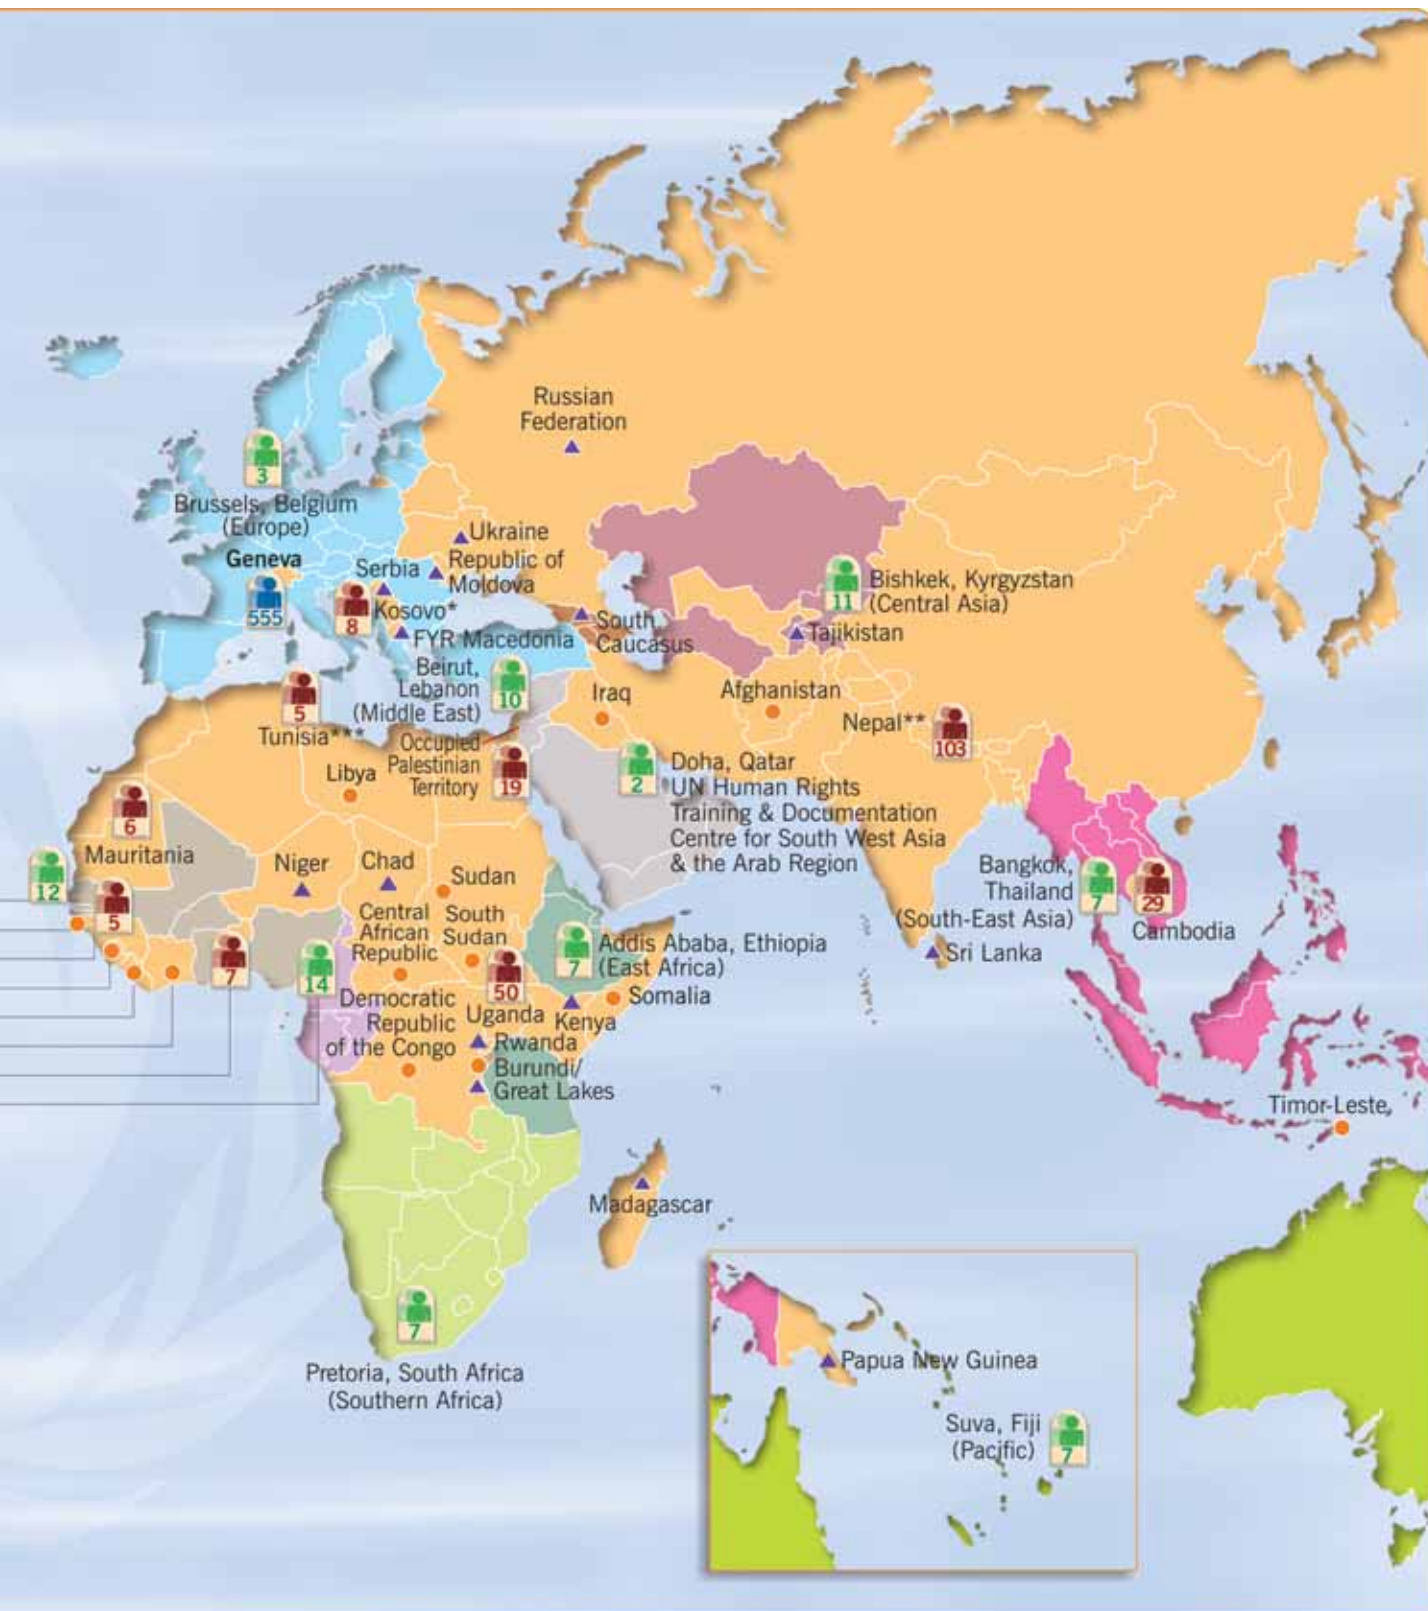 Russian
Federation
3
Brussels, Belgium
(Europe)
Geneva
555
Serbia
8
Kosovo*
FYR Macedonia
Ukraine
Republic of
Moldova
South
Caucasus
11
Bishkek, Kyrgyzstan
(Central Asia)
Tajikistan
5
Tunisia***
Beirut,
Lebanon
(Middle East)
10
Iraq
Afghanistan
Nepal**
103
Occupied
Palestinian
Territory
19
Libya
2
Doha, Qatar
UN Human Rights
Training & Documentation
Centre for South West Asia
& the Arab Region
6
Mauritania
12
5
Niger
Chad
Sudan
Central
African
Republic
South
Sudan
7
14
50
Uganda
7
Addis Ababa, Ethiopia
(East Africa)
Somalia
Kenya
Democratic
Republic
of the Congo
Rwanda
Burundi/
Great Lakes
Bangkok,
Thailand
(South-East Asia)
7
29
Cambodia
Sri Lanka
Timor-Leste
Madagascar
7
Pretoria, South Africa
(Southern Africa)
Papua New Guinea
Suva, Fiji
(Pacific)
7